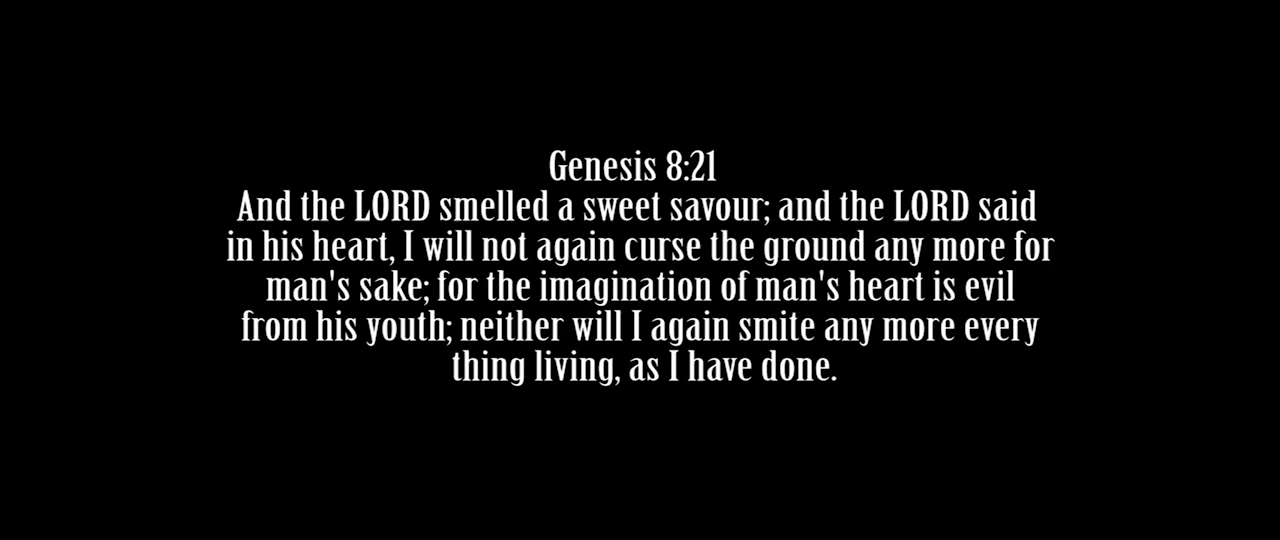 Genesis 8:21
And the LORD smelled a sweet savour; and the LORD said
in his heart, I will not again curse the ground any more for
man's sake; for the imagination of man's heart is evil
from his youth; neither will I again smite any more every
thing living, as I have done.